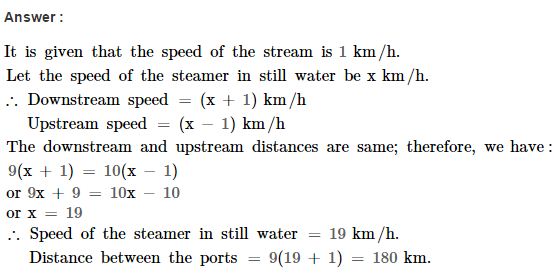 Answer :
It is given that the speed of the stream is 1 km/h.
Let the speed of the steamer in still water be x km/h.
∴ Downstream speed = (x + 1) km/h
Upstream speed = (x − 1) km/h
The downstream and upstream distances are same; therefore, we have:
9(x + 1) = 10(x − 1)
or 9x + 9 = 10x − 10
or x = 19
∴ Speed of the steamer in still water = 19 km/h.
Distance between the ports = 9(19 + 1) = 180 km.